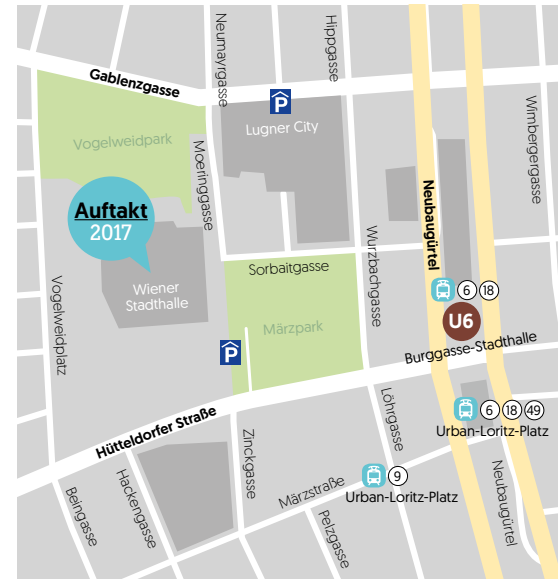 Neumayrgasse
Hippgasse
Gablenzgasse
P
Lugner City
Wimbergergasse
Vogelweidpark
Moeringgasse
Auftakt
2017
Neubaugürtel
Wurzbachgasse
Sorbaitgasse
Wiener
Stadthalle
6 18
Vogelweidplatz
U6
Märzpark
P
Burggasse-Stadthalle
Hütteldorfer Straße
Löhrgasse
6 18 49
Urban-Loritz-Platz
Zinckgasse
Hackengasse
Beingasse
Märzstraße
9
Urban-Loritz-Platz
Pelzgasse
Neubaugürtel